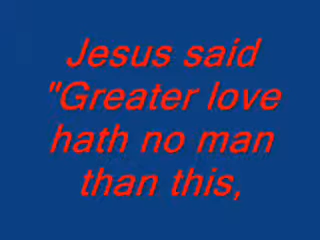 Jesus said
"Greater love
hath no man
than this,